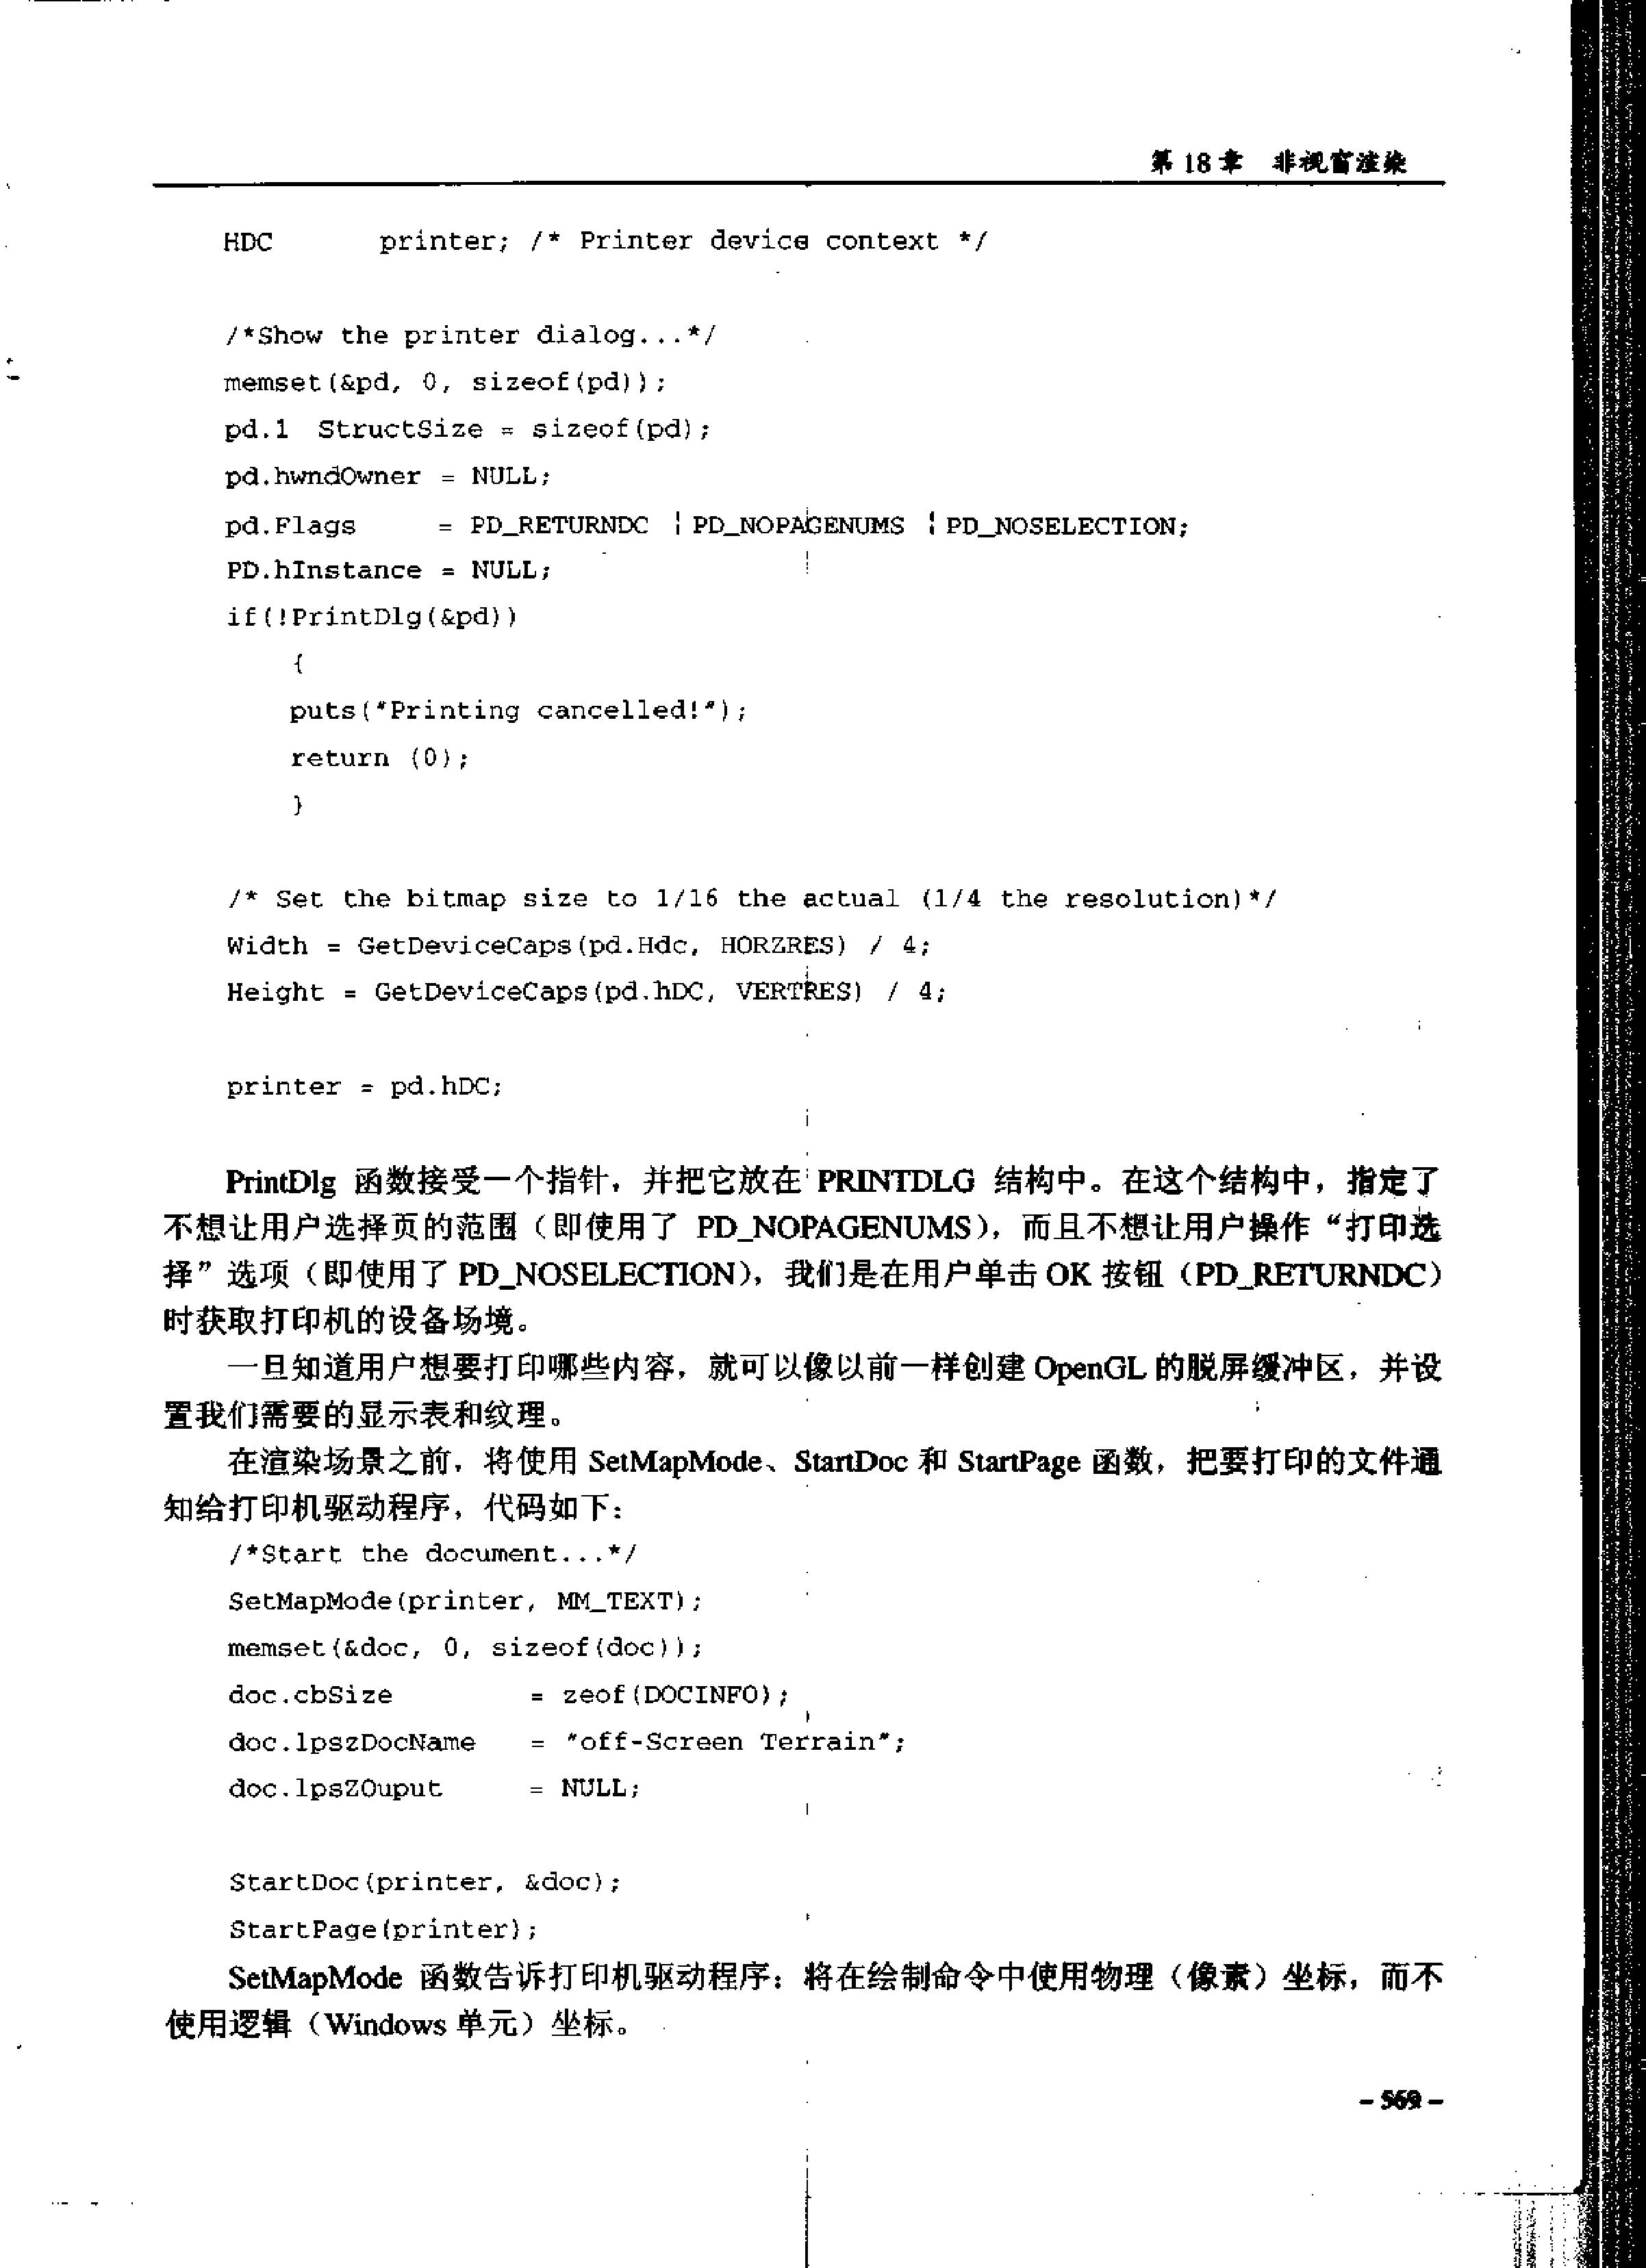 第 18 章 非视窗渲染
HDC printer; /* Printer device context */
/*Show the printer dialog...*/
memset(&pd, 0, sizeof(pd));
pd.1 StructSize = sizeof(pd);
pd.hwndOwner = NULL;
pd.Flags = PD_RETURNDC ¦ PD_NOPAGENUMS ¦ PD_NOSELECTION;
PD.hInstance = NULL;
if(!PrintDlg(&pd))
{
puts("Printing cancelled!");
return (0);
}
/* Set the bitmap size to 1/16 the actual (1/4 the resolution)*/
Width = GetDeviceCaps(pd.Hdc, HORZRES) / 4;
Height = GetDeviceCaps(pd.hDC, VERTRES) / 4;
printer = pd.hDC;
PrintDlg 函数接受一个指针，并把它放在 PRINTDLG 结构中。在这个结构中，指定了
不想让用户选择页的范围（即使用了 PD_NOPAGENUMS），而且不想让用户操作“打印选
择”选项（即使用了 PD_NOSELECTION），我们是在用户单击 OK 按钮（PD_RETURNDC）
时获取打印机的设备场境。
一旦知道用户想要打印哪些内容，就可以像以前一样创建 OpenGL 的脱屏缓冲区，并设
置我们需要的显示表和纹理。
在渲染场景之前，将使用 SetMapMode、StartDoc 和 StartPage 函数，把要打印的文件通
知给打印机驱动程序，代码如下：
/*Start the document...*/
SetMapMode(printer, MM_TEXT);
memset(&doc, 0, sizeof(doc));
doc.cbSize = zeof(DOCINFO);
doc.lpszDocName = "off-Screen Terrain";
doc.lpsZOuput = NULL;
StartDoc(printer, &doc);
StartPage(printer);
SetMapMode 函数告诉打印机驱动程序：将在绘制命令中使用物理（像素）坐标，而不
使用逻辑（Windows 单元）坐标。
– 569 –